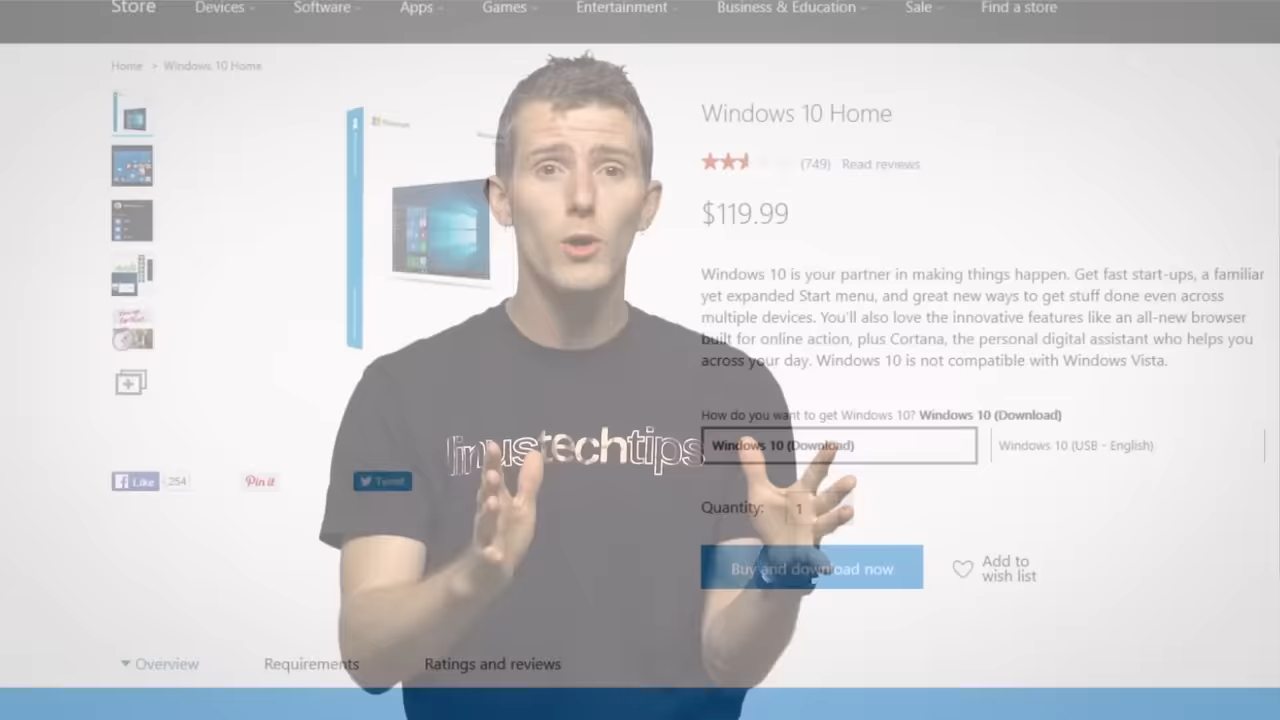 Store Devices Software Apps Games Entertainment Business & Education Sale Find a store
Home > Windows 10 Home
Microsoft
Windows 10 Home
(749) Read reviews
$119.99
Windows 10 is your partner in making things happen. Get fast start-ups, a familiar
yet expanded Start menu, and great new ways to get stuff done even across
multiple devices. You'll also love the innovative features like an all-new browser
built for online action, plus Cortana, the personal digital assistant who helps you
across your day. Windows 10 is not compatible with Windows Vista.
How do you want to get Windows 10? Windows 10 (Download)
Windows 10 (Download) Windows 10 (USB - English)
linustechtips
Like 254 Pin it Tweet
Quantity: 1
Buy and download now
Add to
wish list
Overview Requirements Ratings and reviews